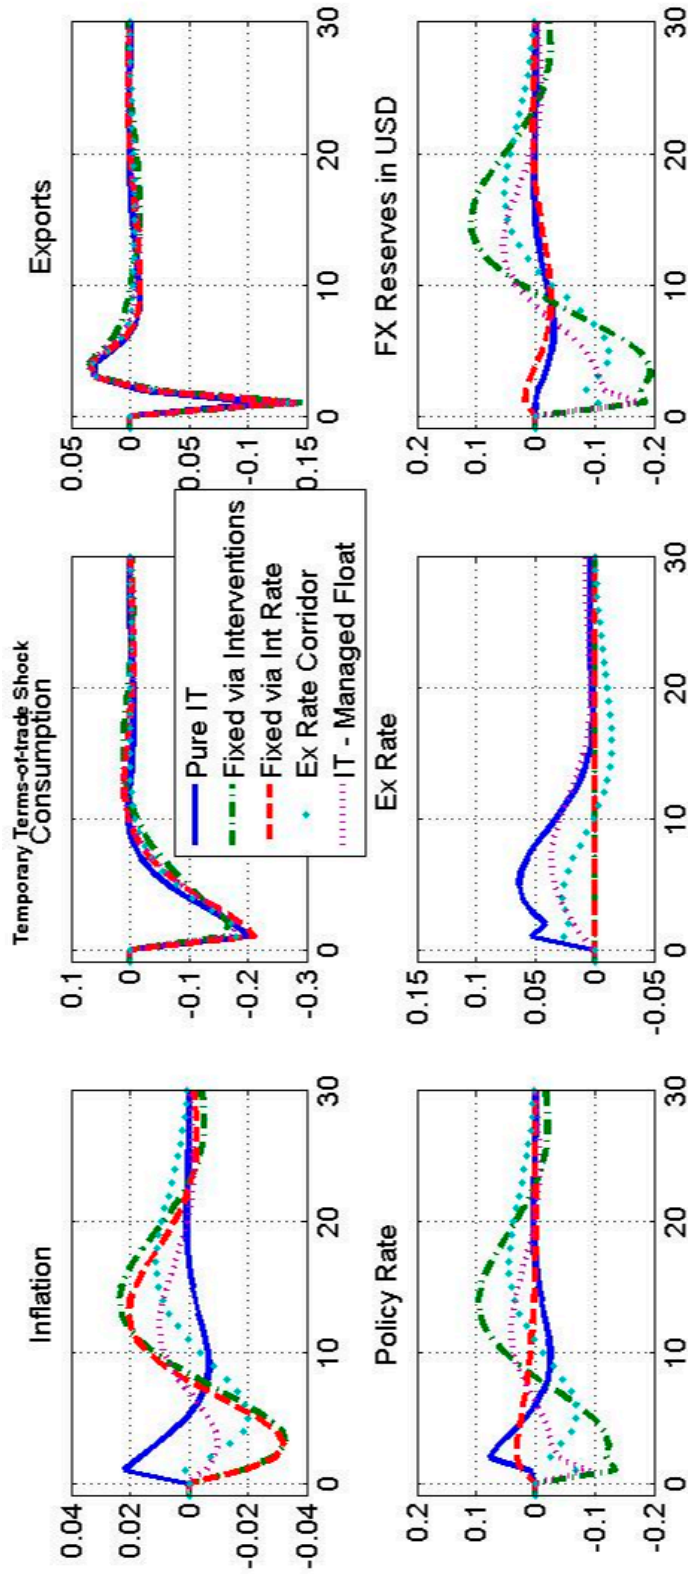 Temporary Terms-of-trade Shock
Inflation
0.04
0.02
0
-0.02
-0.04
0 10 20 30
Consumption
0.1
0
-0.1
-0.2
-0.3
0 10 20 30
Exports
0.05
0
0.05
-0.1
0.15
0 10 20 30
Pure IT
Fixed via Interventions
Fixed via Int Rate
Ex Rate Corridor
IT - Managed Float
Policy Rate
0.2
0.1
0
-0.1
-0.2
0 10 20 30
Ex Rate
0.15
0.1
0.05
0
-0.05
0 10 20 30
FX Reserves in USD
0.2
0.1
0
-0.1
-0.2
0 10 20 30